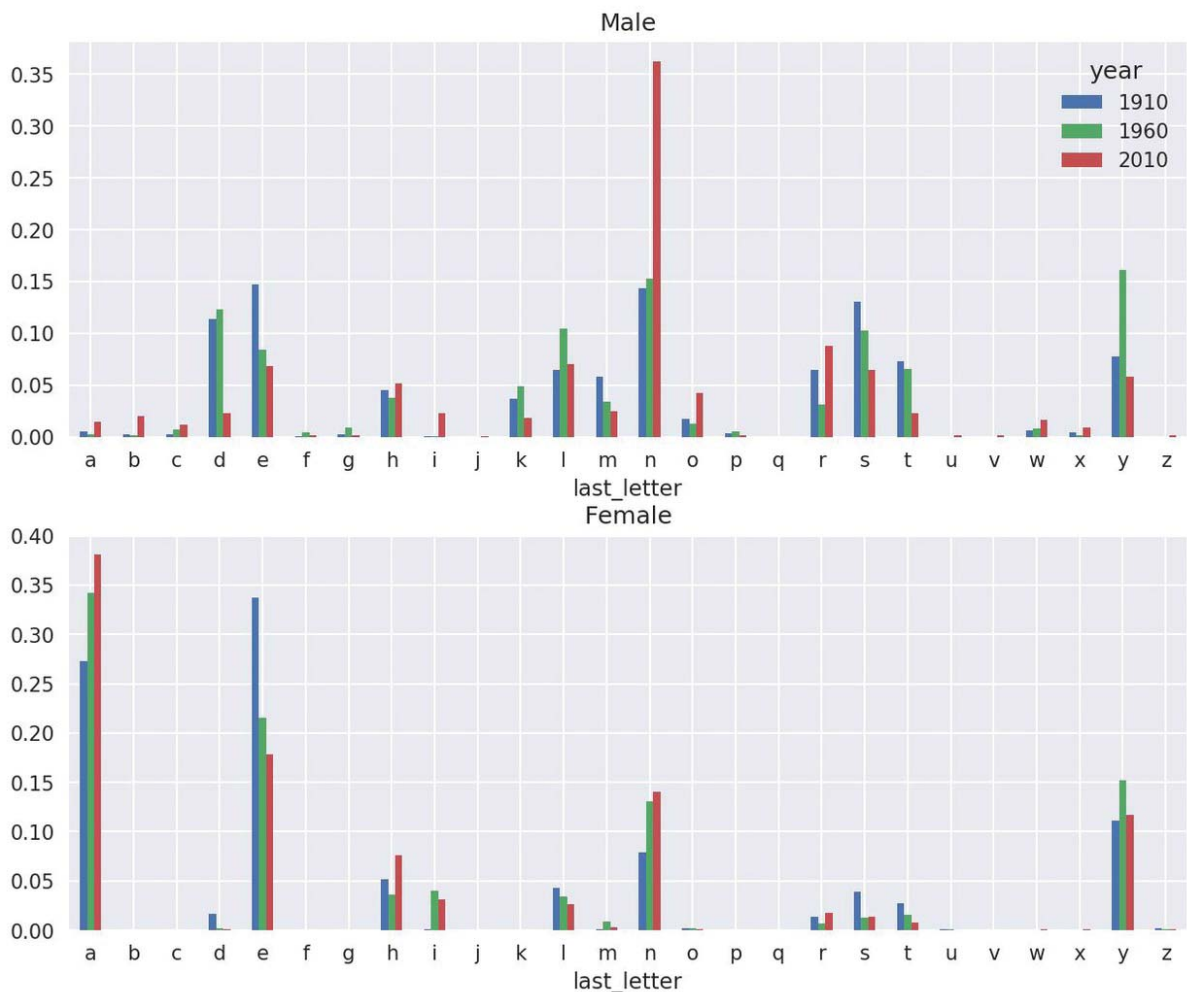 Male
0.35
0.30
0.25
0.20
0.15
0.10
0.05
0.00
year
1910
1960
2010
a b c d e f g h i j k l m n o p q r s t u v w x y z
last_letter
Female
0.40
0.35
0.30
0.25
0.20
0.15
0.10
0.05
0.00
a b c d e f g h i j k l m n o p q r s t u v w x y z
last_letter